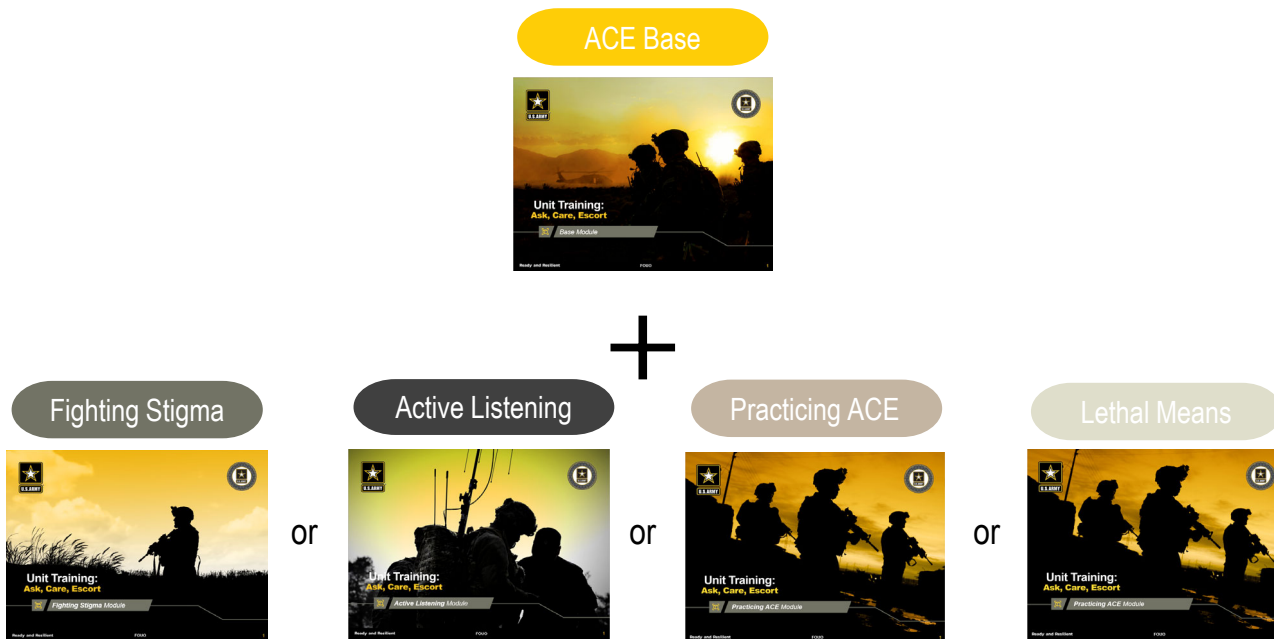 ACE Base
U.S.ARMY
Unit Training:
Ask, Care, Escort
Base Module
Ready and Resilient FOUO 1
Fighting Stigma
Active Listening
Practicing ACE
Lethal Means
U.S.ARMY
Unit Training:
Ask, Care, Escort
Fighting Stigma Module
Ready and Resilient FOUO 1
or
U.S.ARMY
Unit Training:
Ask, Care, Escort
Active Listening Module
Ready and Resilient FOUO 1
or
U.S.ARMY
Unit Training:
Ask, Care, Escort
Practicing ACE Module
Ready and Resilient FOUO 1
or
U.S.ARMY
Unit Training:
Ask, Care, Escort
Practicing ACE Module
Ready and Resilient FOUO